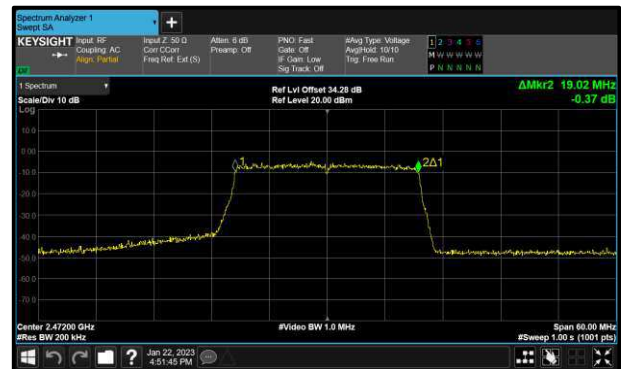 Spectrum Analyzer 1
Swept SA
+
KEYSIGHT
Input: RF
Coupling: AC
Align: Partial
Input Z: 50 Ω
Corr CCorr
Freq Ref: Ext (S)
Atten: 6 dB
Preamp: Off
PNO: Fast
Gate: Off
IF Gain: Low
Sig Track: Off
#Avg Type: Voltage
Avg|Hold: 10/10
Trig: Free Run
1 2 3 4 5 6
M W W W W W
P N N N N N
1 Spectrum
Scale/Div 10 dB
Log
Ref Lvl Offset 34.28 dB
Ref Level 20.00 dBm
ΔMkr2 19.02 MHz
-0.37 dB
10.0
0.00
-10.0
-20.0
-30.0
-40.0
-50.0
-60.0
-70.0
1
2Δ1
Center 2.47200 GHz
#Res BW 200 kHz
#Video BW 1.0 MHz
Span 60.00 MHz
#Sweep 1.00 s (1001 pts)
?
Jan 22, 2023
4:51:45 PM